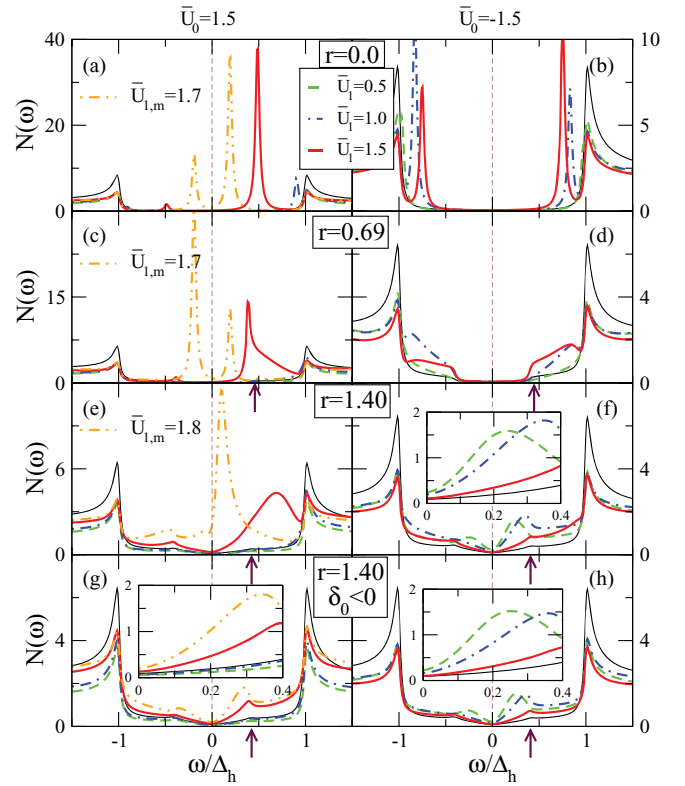 Ū₀=1.5 Ū₀=-1.5
40 (a) r=0.0 (b) 10
Ū₁,ₘ=1.7
Ū₁=0.5
Ū₁=1.0
Ū₁=1.5
N(ω) 20 5
0 0
(c) r=0.69 (d)
Ū₁,ₘ=1.7
N(ω) 15 4
0 0
(e) r=1.40 (f) 8
Ū₁,ₘ=1.8
2
1
0
0 0.2 0.4
N(ω) 6 4
0 0
(g) r=1.40 (h)
δ₀<0
2 2
1 1
0 0
0 0.2 0.4 0 0.2 0.4
N(ω) 4 4
0 0
-1 0 1 -1 0 1
ω/Δₕ ω/Δₕ